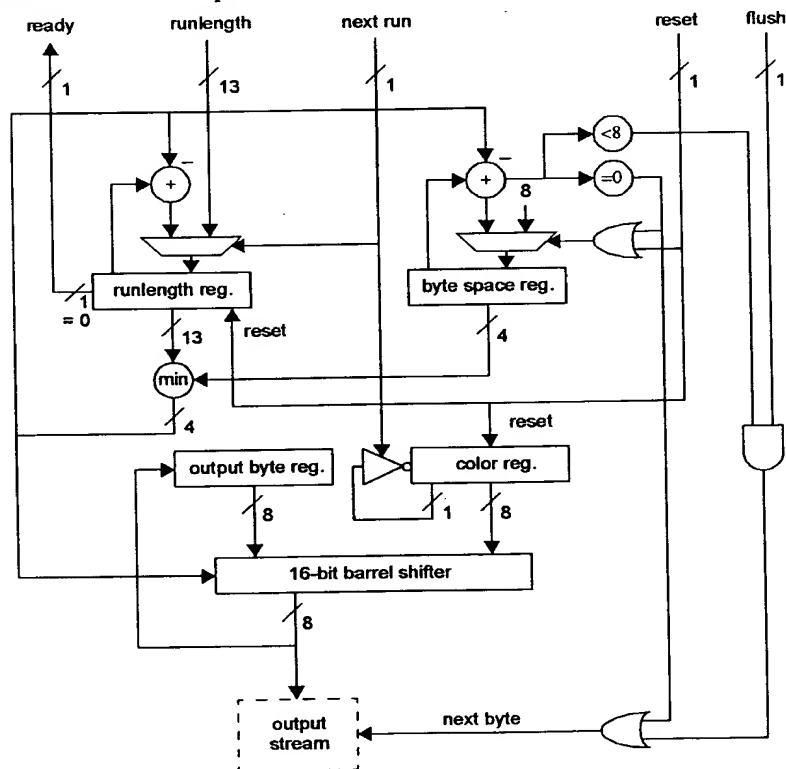 ready
runlength
next run
reset
flush
1
13
1
1
1
−
−
<8
+
+
=0
8
runlength reg.
byte space reg.
1
= 0
13
reset
4
min
4
reset
output byte reg.
color reg.
8
1
8
16-bit barrel shifter
8
output
stream
next byte